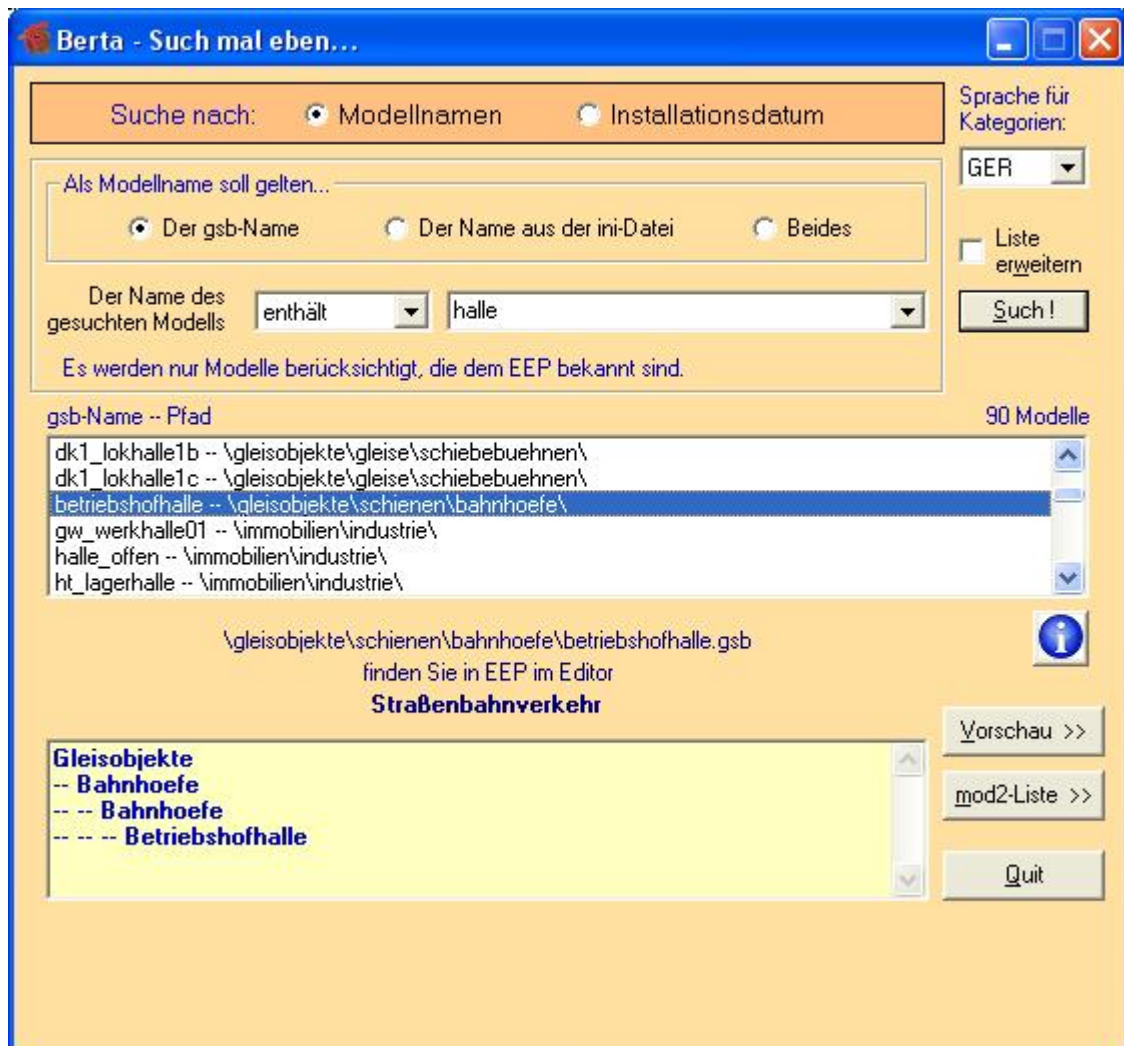 Berta - Such mal eben...
Suche nach: Modellnamen Installationsdatum
Sprache für
Kategorien:
GER
Als Modellname soll gelten...
Der gsb-Name Der Name aus der ini-Datei Beides
Liste
erweitern
Der Name des
gesuchten Modells
enthält halle
Such !
Es werden nur Modelle berücksichtigt, die dem EEP bekannt sind.
gsb-Name -- Pfad 90 Modelle
dk1_lokhalle1b -- \gleisobjekte\gleise\schiebebuehnen\
dk1_lokhalle1c -- \gleisobjekte\gleise\schiebebuehnen\
betriebshofhalle -- \gleisobjekte\schienen\bahnhoefe\
gw_werkhalle01 -- \immobilien\industrie\
halle_offen -- \immobilien\industrie\
ht_lagerhalle -- \immobilien\industrie\
\gleisobjekte\schienen\bahnhoefe\betriebshofhalle.gsb
finden Sie in EEP im Editor
Straßenbahnverkehr
Gleisobjekte
-- Bahnhoefe
-- -- Bahnhoefe
-- -- -- Betriebshofhalle
Vorschau >>
mod2-Liste >>
Quit